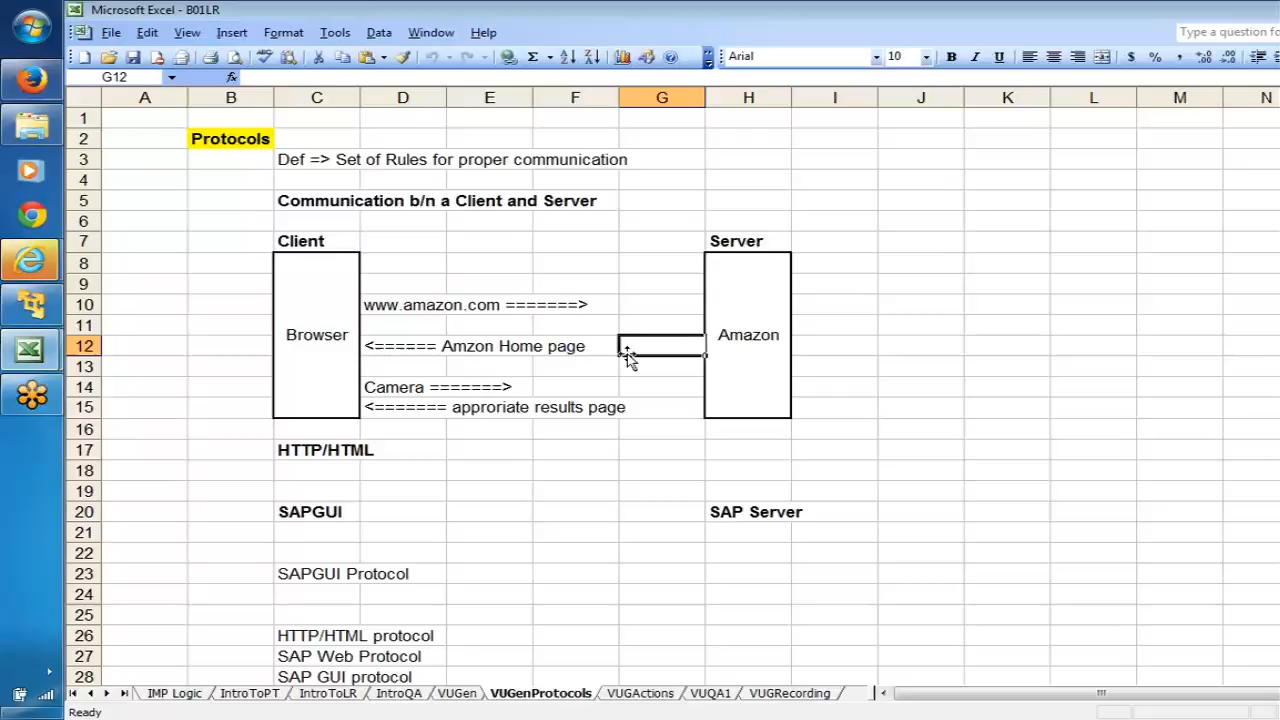 Microsoft Excel - B01LR
File Edit View Insert Format Tools Data Window Help Type a question fo
Arial 10 B I U $ % ,
G12 fx
A B C D E F G H I J K L M N
1
2 Protocols
3 Def => Set of Rules for proper communication
4
5 Communication b/n a Client and Server
6
7 Client Server
8
9
10 www.amazon.com =======>
11
Browser Amazon
12 <====== Amzon Home page
13
14 Camera =======>
15 <======= approriate results page
16
17 HTTP/HTML
18
19
20 SAPGUI SAP Server
21
22
23 SAPGUI Protocol
24
25
26 HTTP/HTML protocol
27 SAP Web Protocol
28 SAP GUI protocol
IMP Logic IntroToPT IntroToLR IntroQA VUGen VUGenProtocols VUGActions VUQA1 VUGRecording
Ready